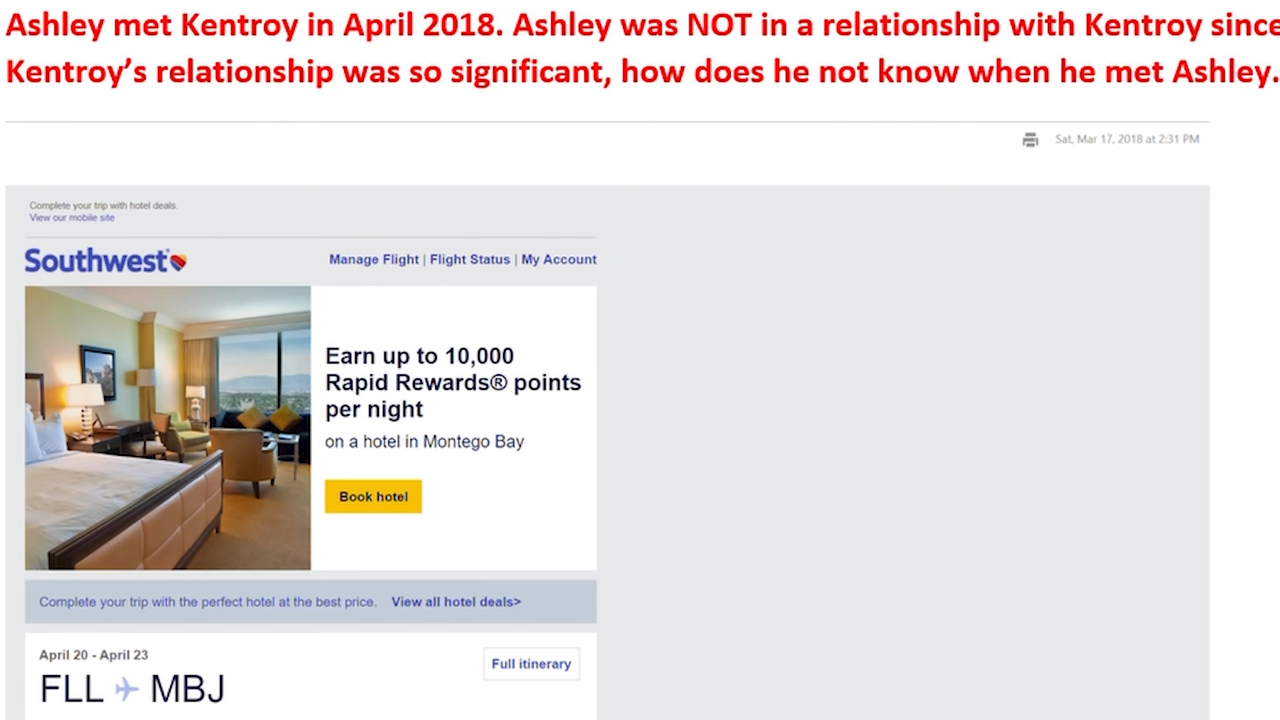 Ashley met Kentroy in April 2018. Ashley was NOT in a relationship with Kentroy since
Kentroy’s relationship was so significant, how does he not know when he met Ashley.
Sat, Mar 17, 2018 at 2:31 PM
Complete your trip with hotel deals.
View our mobile site
Southwest®
Manage Flight | Flight Status | My Account
Earn up to 10,000
Rapid Rewards® points
per night
on a hotel in Montego Bay
Book hotel
Complete your trip with the perfect hotel at the best price. View all hotel deals>
April 20 - April 23
Full itinerary
FLL MBJ